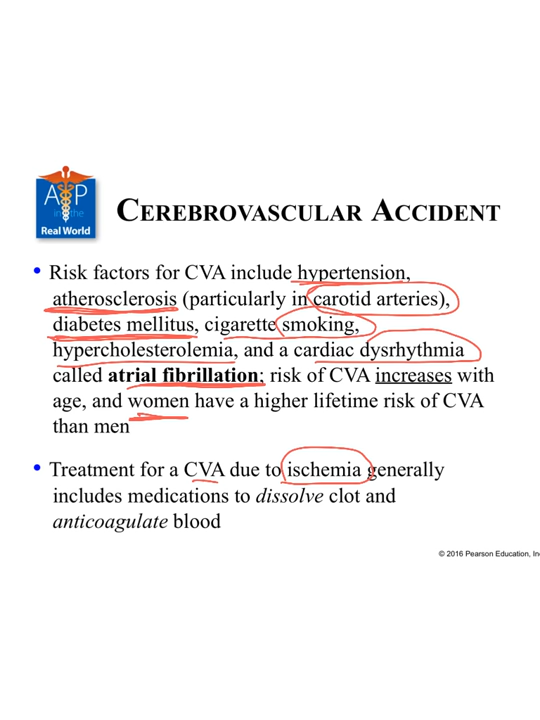 A&P
in the
Real World
CEREBROVASCULAR ACCIDENT
• Risk factors for CVA include hypertension,
atherosclerosis (particularly in carotid arteries),
diabetes mellitus, cigarette smoking,
hypercholesterolemia, and a cardiac dysrhythmia
called atrial fibrillation; risk of CVA increases with
age, and women have a higher lifetime risk of CVA
than men
• Treatment for a CVA due to ischemia generally
includes medications to dissolve clot and
anticoagulate blood
© 2016 Pearson Education, In